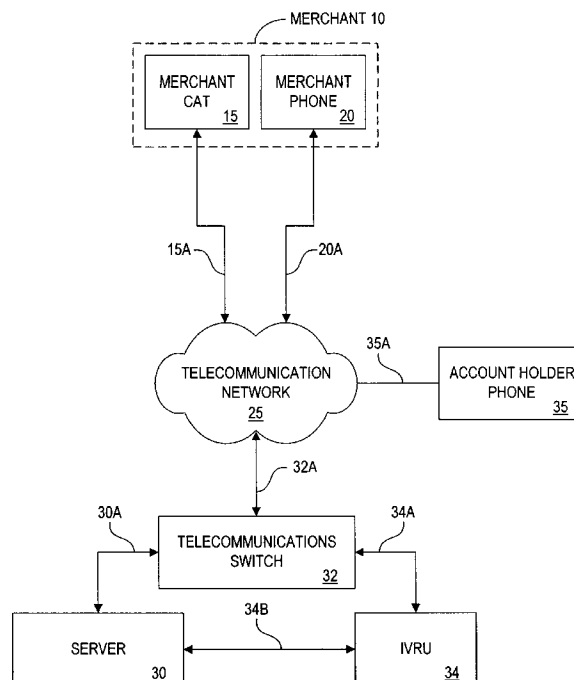 MERCHANT 10
MERCHANT
CAT
15
MERCHANT
PHONE
20
15A
20A
TELECOMMUNICATION
NETWORK
25
35A
ACCOUNT HOLDER
PHONE
35
32A
30A
TELECOMMUNICATIONS
SWITCH
32
34A
34B
SERVER
30
IVRU
34